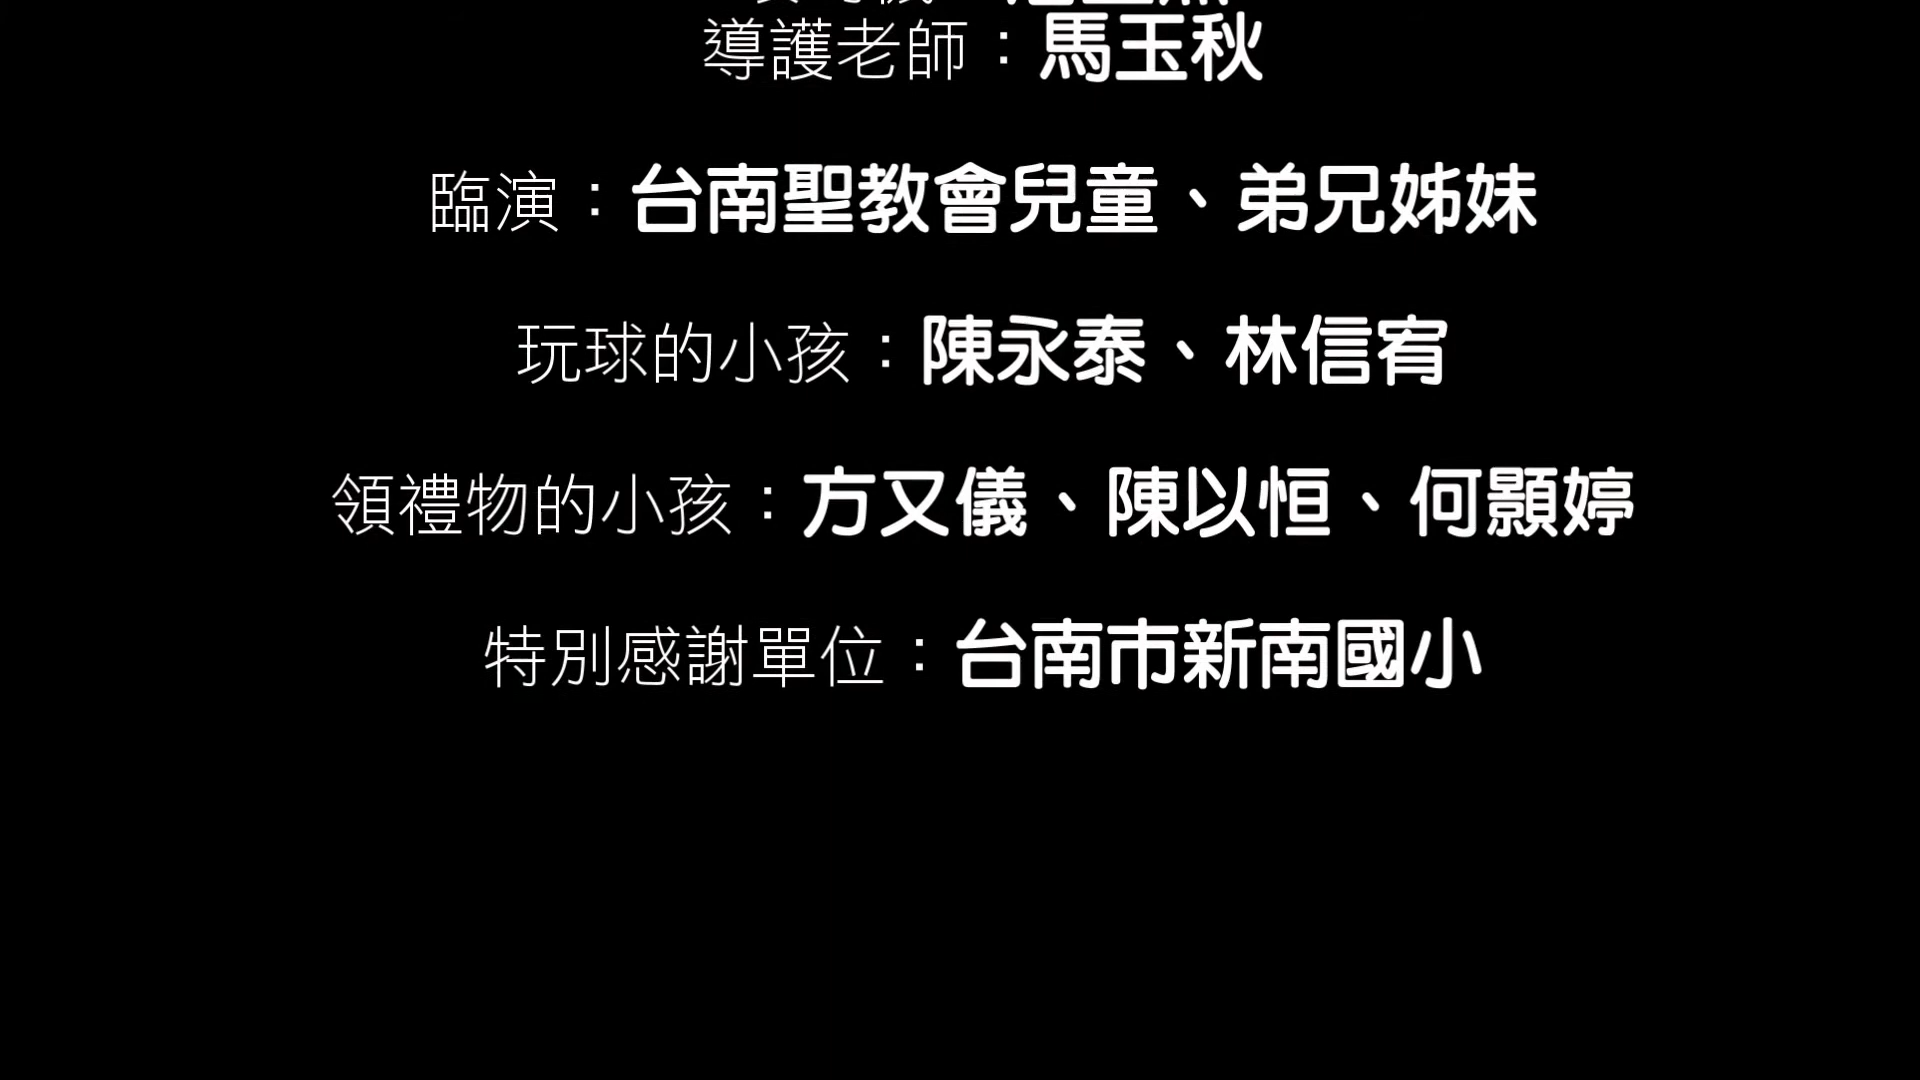 導護老師：馬玉秋
臨演：台南聖教會兒童、弟兄姊妹
玩球的小孩：陳永泰、林信宥
領禮物的小孩：方又儀、陳以恒、何顥婷
特別感謝單位：台南市新南國小